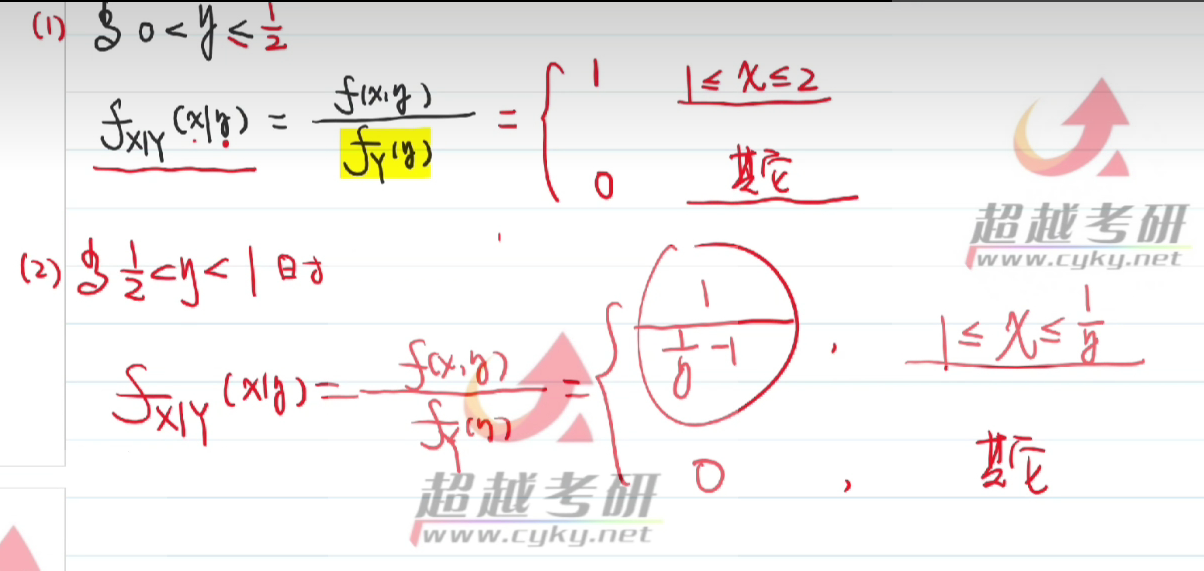 (1) 当 0 < y ≤ 1/2
f_{X|Y}(x|y) = f(x,y)/f_Y(y) = { 1 1 ≤ x ≤ 2
0 其它
超越考研
www.cyky.net
(2) 当 1/2 < y < 1 时
f_{X|Y}(x|y) = f(x,y)/f_Y(y) = { 1/(1/y - 1) , 1 ≤ x ≤ 1/y
0 , 其它
超越考研
www.cyky.net